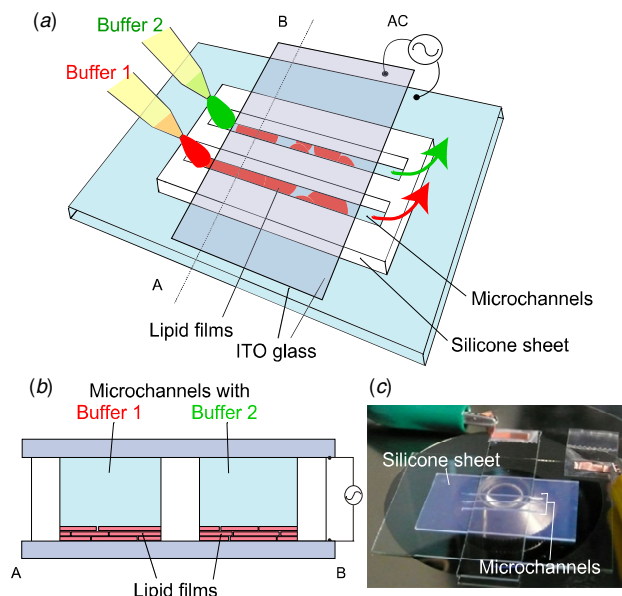 (a)
B
AC
Buffer 2
Buffer 1
A
Lipid films
ITO glass
Microchannels
Silicone sheet
(b)
Microchannels with
Buffer 1
Buffer 2
A
Lipid films
B
(c)
Silicone sheet
Microchannels